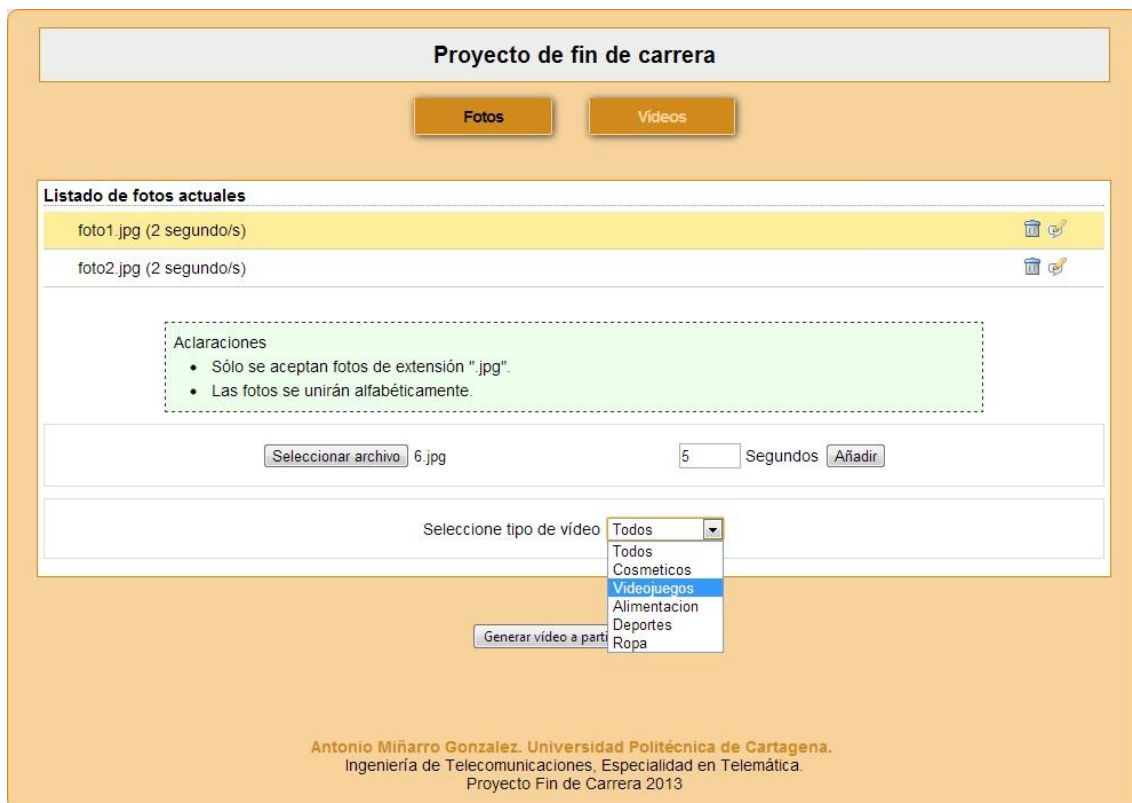 Proyecto de fin de carrera
Fotos Vídeos
Listado de fotos actuales
foto1.jpg (2 segundo/s)
foto2.jpg (2 segundo/s)
Aclaraciones
• Sólo se aceptan fotos de extensión ".jpg".
• Las fotos se unirán alfabéticamente.
Seleccionar archivo 6.jpg 5 Segundos Añadir
Seleccione tipo de vídeo Todos
Todos
Cosmeticos
Videojuegos
Alimentacion
Deportes
Ropa
Generar vídeo a parti
Antonio Miñarro Gonzalez. Universidad Politécnica de Cartagena.
Ingeniería de Telecomunicaciones, Especialidad en Telemática.
Proyecto Fin de Carrera 2013